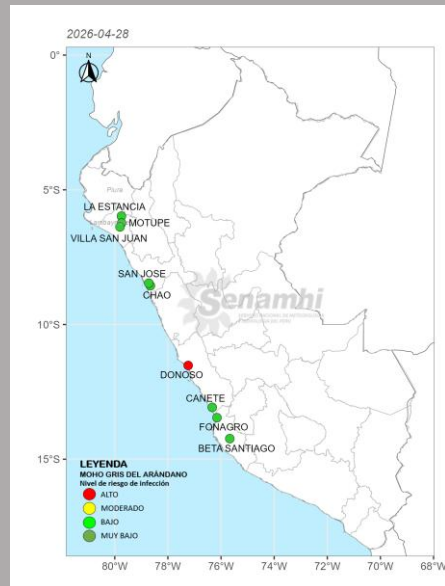 2026-04-28
N
0°
5°S
10°S
15°S
Piura
LA ESTANCIA
MOTUPE
VILLA SAN JUAN
SAN JOSE
CHAO
Senamhi
DONOSO
CANETE
FONAGRO
BETA SANTIAGO
LEYENDA
MOHO GRIS DEL ARÁNDANO
Nivel de riesgo de infección
ALTO
MODERADO
BAJO
MUY BAJO
80°W 78°W 76°W 74°W 72°W 70°W 68°W